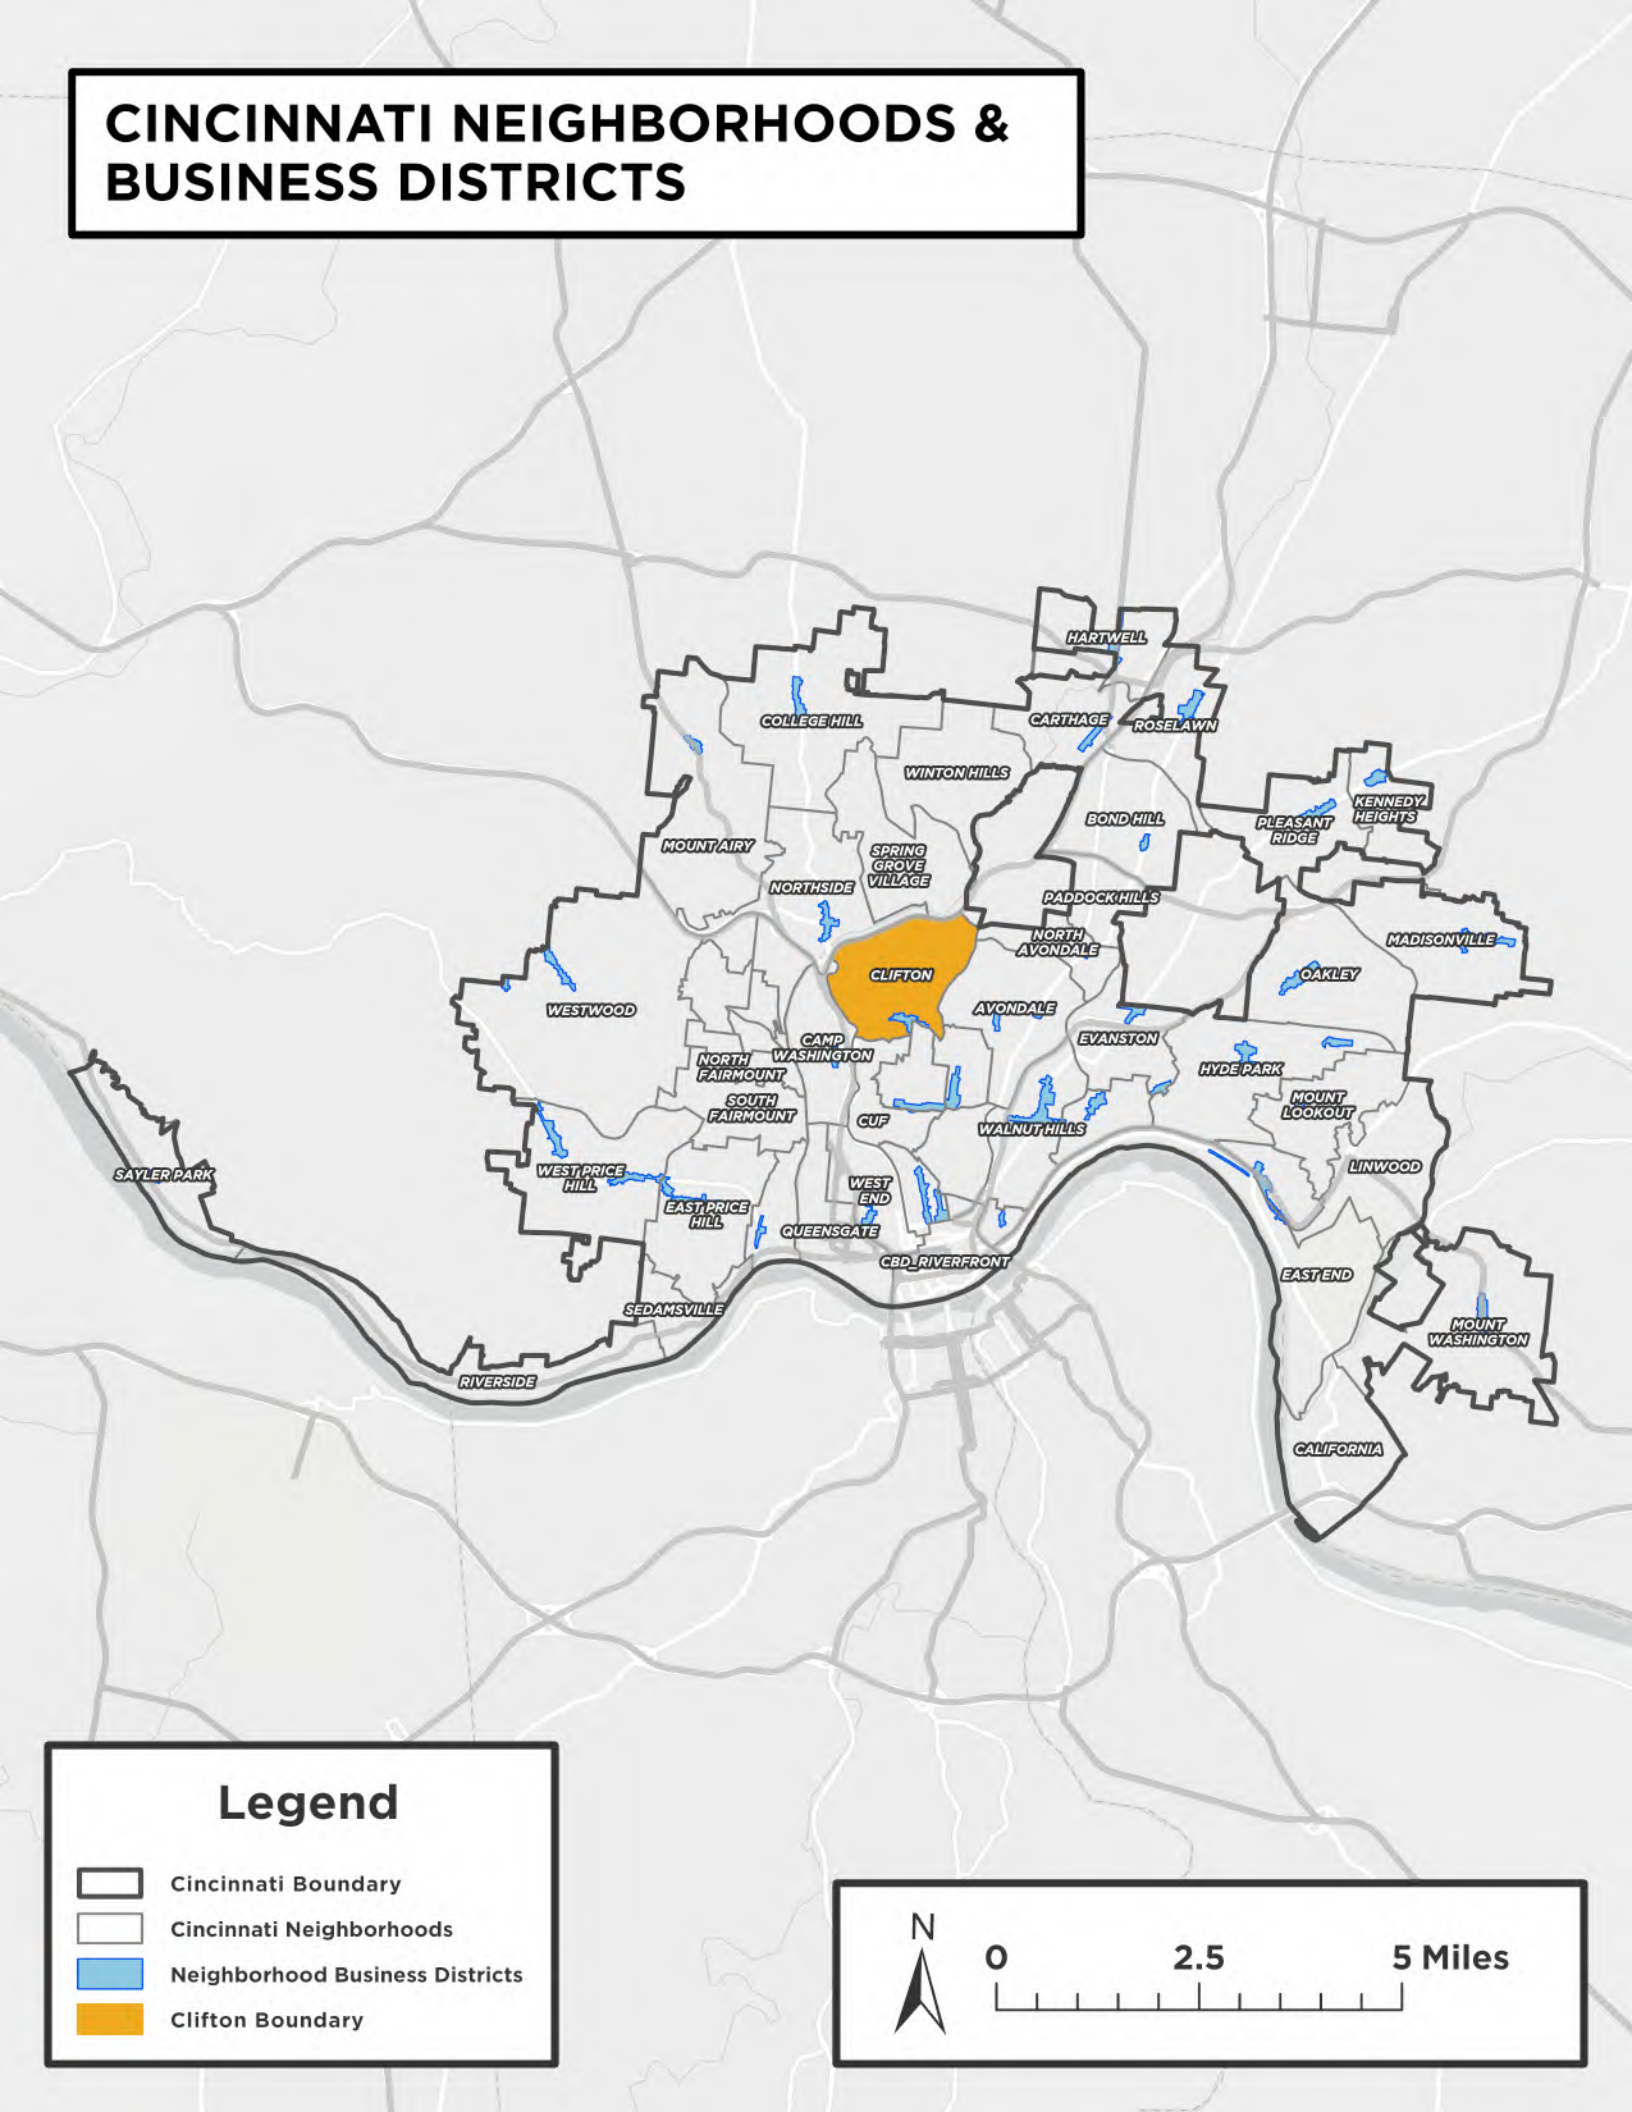 CINCINNATI NEIGHBORHOODS &
BUSINESS DISTRICTS
HARTWELL
COLLEGE HILL
CARTHAGE
ROSELAWN
WINTON HILLS
KENNEDY
HEIGHTS
BOND HILL
PLEASANT
RIDGE
MOUNT AIRY
SPRING
GROVE
VILLAGE
NORTHSIDE
PADDOCK HILLS
NORTH
AVONDALE
MADISONVILLE
CLIFTON
OAKLEY
WESTWOOD
AVONDALE
CAMP
WASHINGTON
EVANSTON
NORTH
FAIRMOUNT
HYDE PARK
SOUTH
FAIRMOUNT
MOUNT
LOOKOUT
CUF
WALNUT HILLS
SAYLER PARK
WEST PRICE
HILL
LINWOOD
WEST
END
EAST PRICE
HILL
QUEENSGATE
CBD_RIVERFRONT
EAST END
SEDAMSVILLE
MOUNT
WASHINGTON
RIVERSIDE
CALIFORNIA
Legend
Cincinnati Boundary
Cincinnati Neighborhoods
Neighborhood Business Districts
Clifton Boundary
N
0 2.5 5 Miles